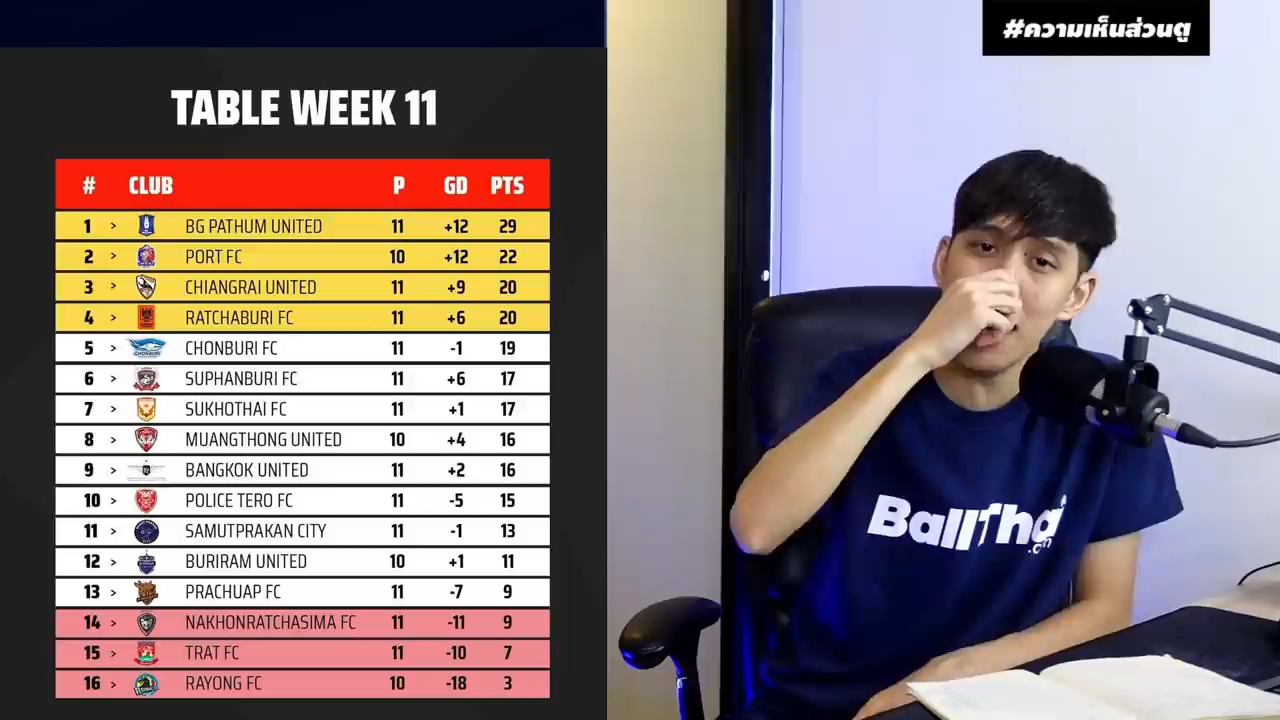 #ความเห็นส่วนตู
TABLE WEEK 11
# CLUB P GD PTS
1 > BG PATHUM UNITED 11 +12 29
2 > PORT FC 10 +12 22
3 > CHIANGRAI UNITED 11 +9 20
4 > RATCHABURI FC 11 +6 20
5 > CHONBURI FC 11 -1 19
6 > SUPHANBURI FC 11 +6 17
7 > SUKHOTHAI FC 11 +1 17
8 > MUANGTHONG UNITED 10 +4 16
9 > BANGKOK UNITED 11 +2 16
10 > POLICE TERO FC 11 -5 15
11 > SAMUTPRAKAN CITY 11 -1 13
12 > BURIRAM UNITED 10 +1 11
13 > PRACHUAP FC 11 -7 9
14 > NAKHONRATCHASIMA FC 11 -11 9
15 > TRAT FC 11 -10 7
16 > RAYONG FC 10 -18 3
BallThai
.com